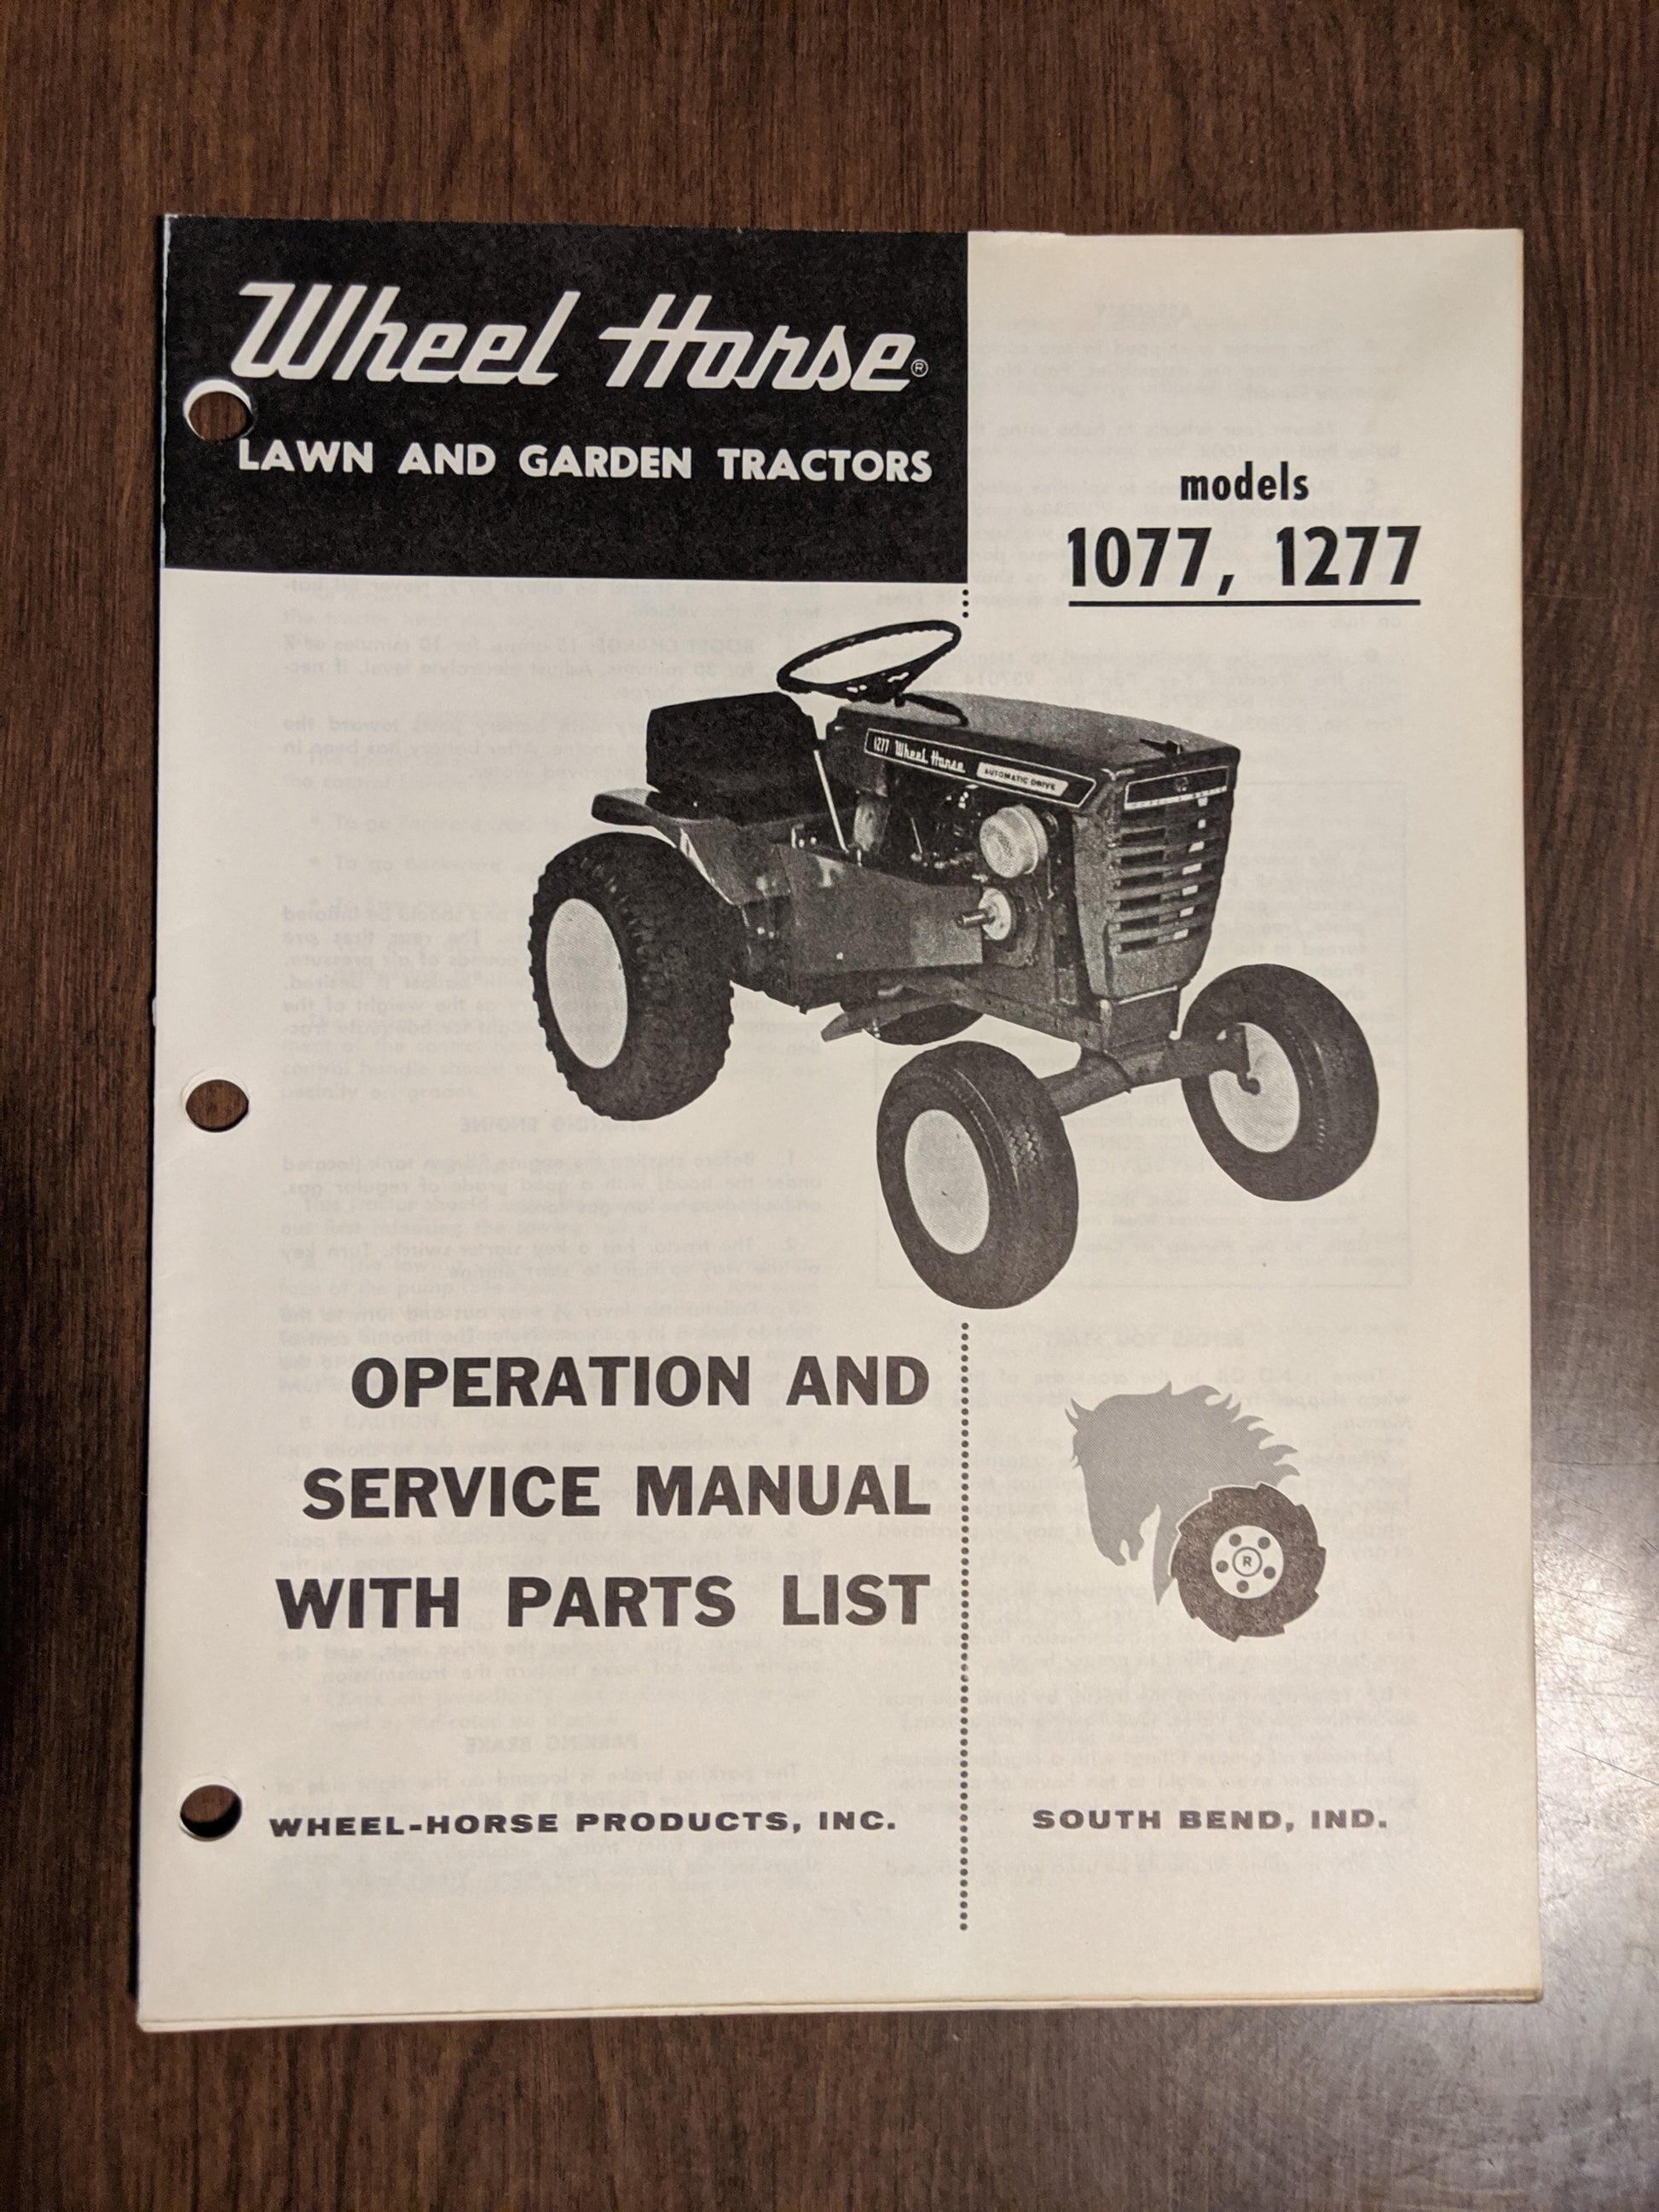 Wheel Horse®
LAWN AND GARDEN TRACTORS
models
1077, 1277
1277 Wheel Horse AUTOMATIC DRIVE
OPERATION AND
SERVICE MANUAL
WITH PARTS LIST
R
WHEEL-HORSE PRODUCTS, INC.
SOUTH BEND, IND.